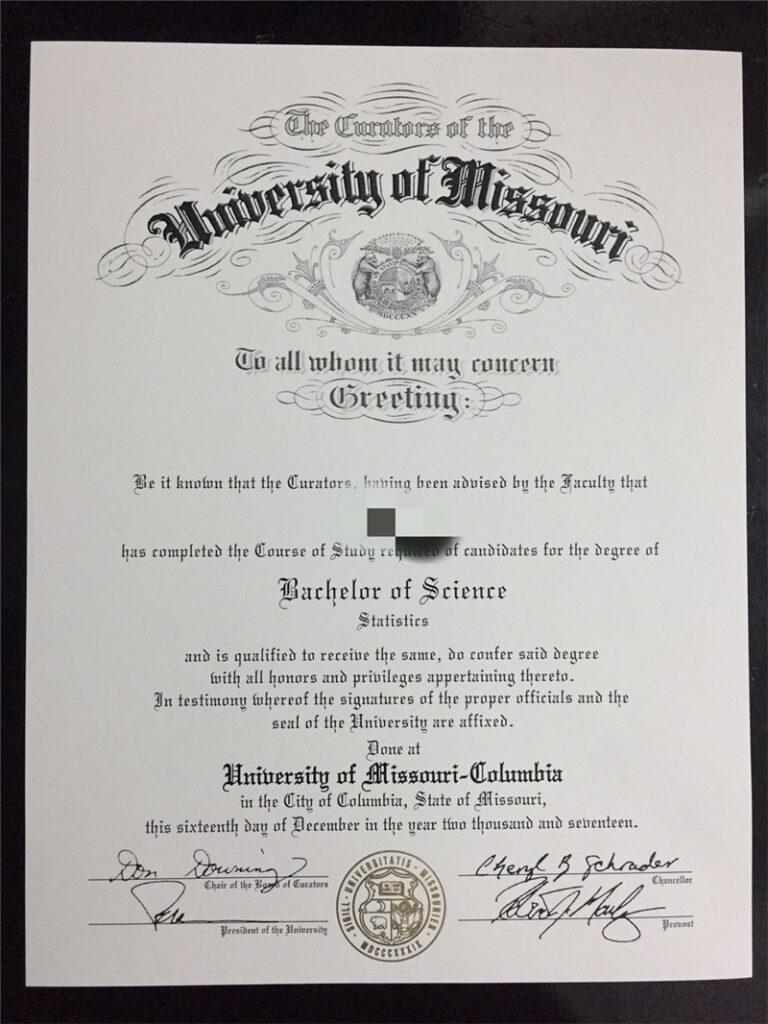 The Curators of the
University of Missouri
MDCCCXX
To all whom it may concern
Greeting:
Be it known that the Curators, having been advised by the Faculty that
has completed the Course of Study required of candidates for the degree of
Bachelor of Science
Statistics
and is qualified to receive the same, do confer said degree
with all honors and privileges appertaining thereto.
In testimony whereof the signatures of the proper officials and the
seal of the University are affixed.
Done at
University of Missouri-Columbia
in the City of Columbia, State of Missouri,
this sixteenth day of December in the year two thousand and seventeen.
Don Downing
Chair of the Board of Curators
President of the University
SIGILL · UNIVERSITATIS · MISSOURIEN ·
MDCCCXXXIX
Cheryl B Schrader
Chancellor
Provost